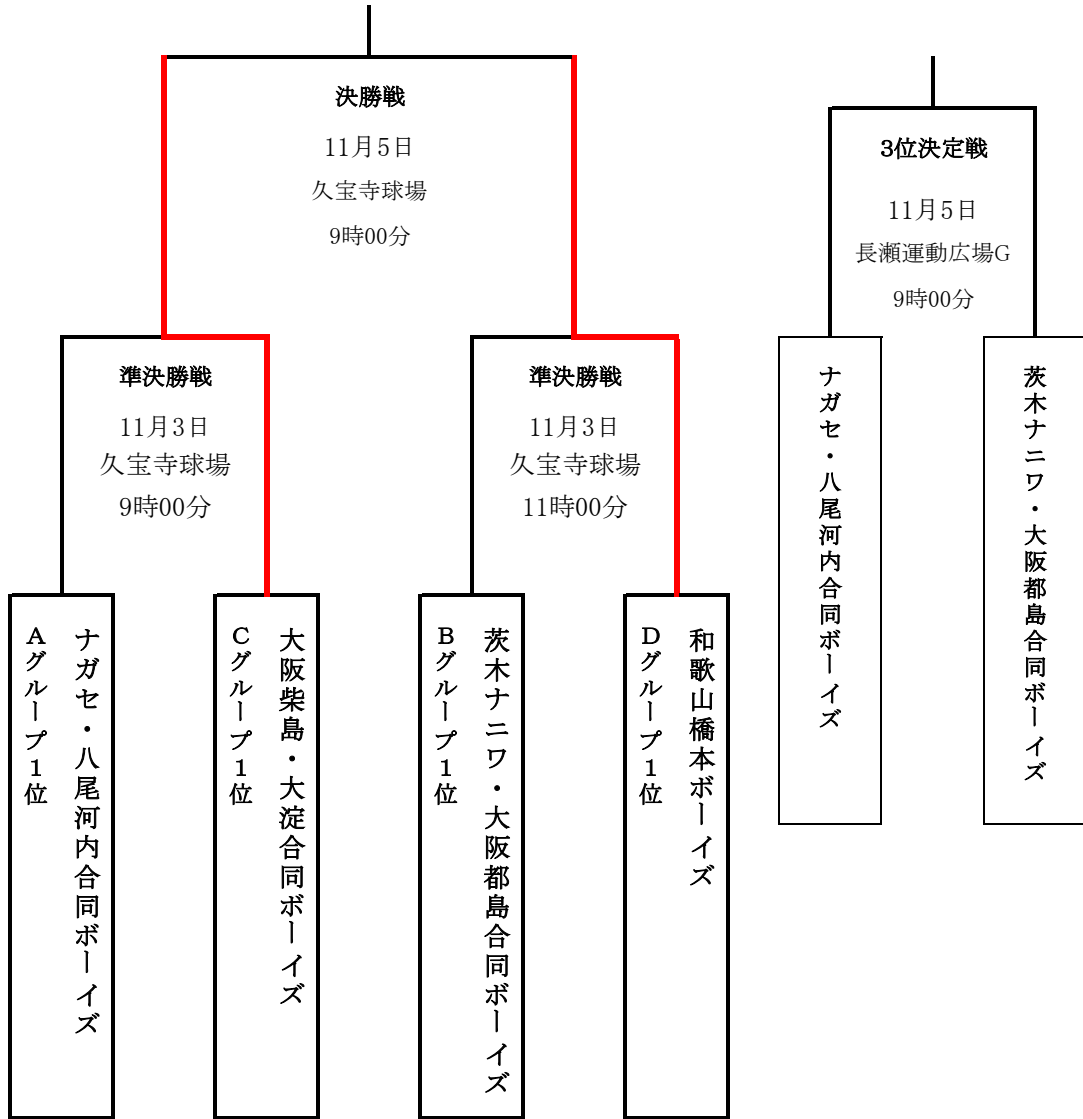 決勝戦
11月5日
久宝寺球場
9時00分
3位決定戦
11月5日
長瀬運動広場G
9時00分
準決勝戦
11月3日
久宝寺球場
9時00分
準決勝戦
11月3日
久宝寺球場
11時00分
ナガセ・八尾河内合同ボーイズ
茨木ナニワ・大阪都島合同ボーイズ
Aグループ1位
ナガセ・八尾河内合同ボーイズ
Cグループ1位
大阪柴島・大淀合同ボーイズ
Bグループ1位
茨木ナニワ・大阪都島合同ボーイズ
Dグループ1位
和歌山橋本ボーイズ